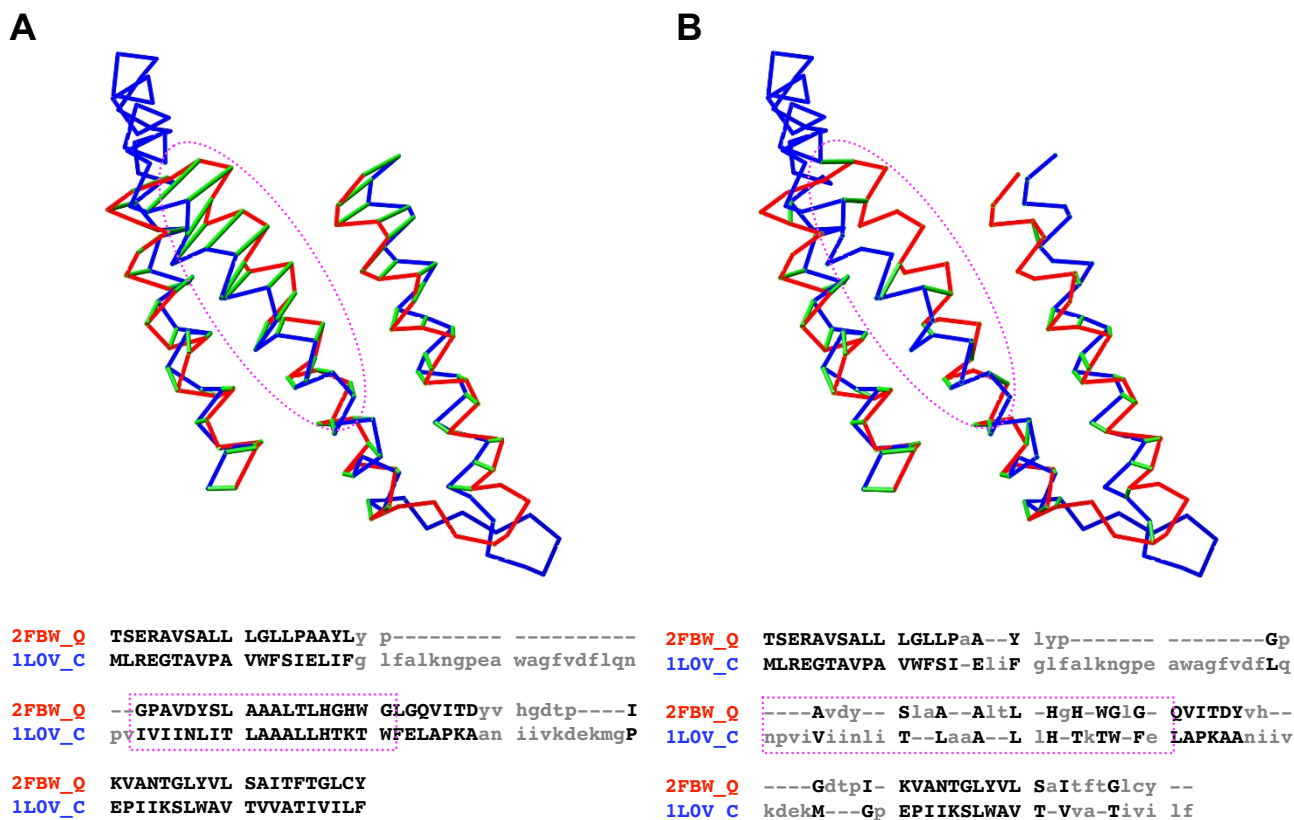 A
B
2FBW_Q TSERAVSALL LGLLPAAYLy p--------- ----------
1L0V_C MLREGTAVPA VWFSIELIFg lfalkngpea wagfvdflqn
2FBW_Q --GPAVDYSL AAALTLHGHW GLGQVITDyv hgdtp----I
1L0V_C pvIVIINLIT LAAALLHTKT WFELAPKAan iivkdekmgP
2FBW_Q KVANTGLYVL SAITFTGLCY
1L0V_C EPIIKSLWAV TVVATIVILF
2FBW_Q TSERAVSALL LGLLPaA--Y lyp------- --------Gp
1L0V_C MLREGTAVPA VWFSI-EliF glfalkngpe awagfvdfLq
2FBW_Q ----Avdy-- SlaA--AltL -HgH-WGlG- QVITDYvh--
1L0V_C npviViinli T--LaaA--L lH-TkTW-Fe LAPKAAniiv
2FBW_Q ----GdtpI- KVANTGLYVL SaItftGlcy --
1L0V_C kdekM---Gp EPIIKSLWAV T-Vva-Tivi lf